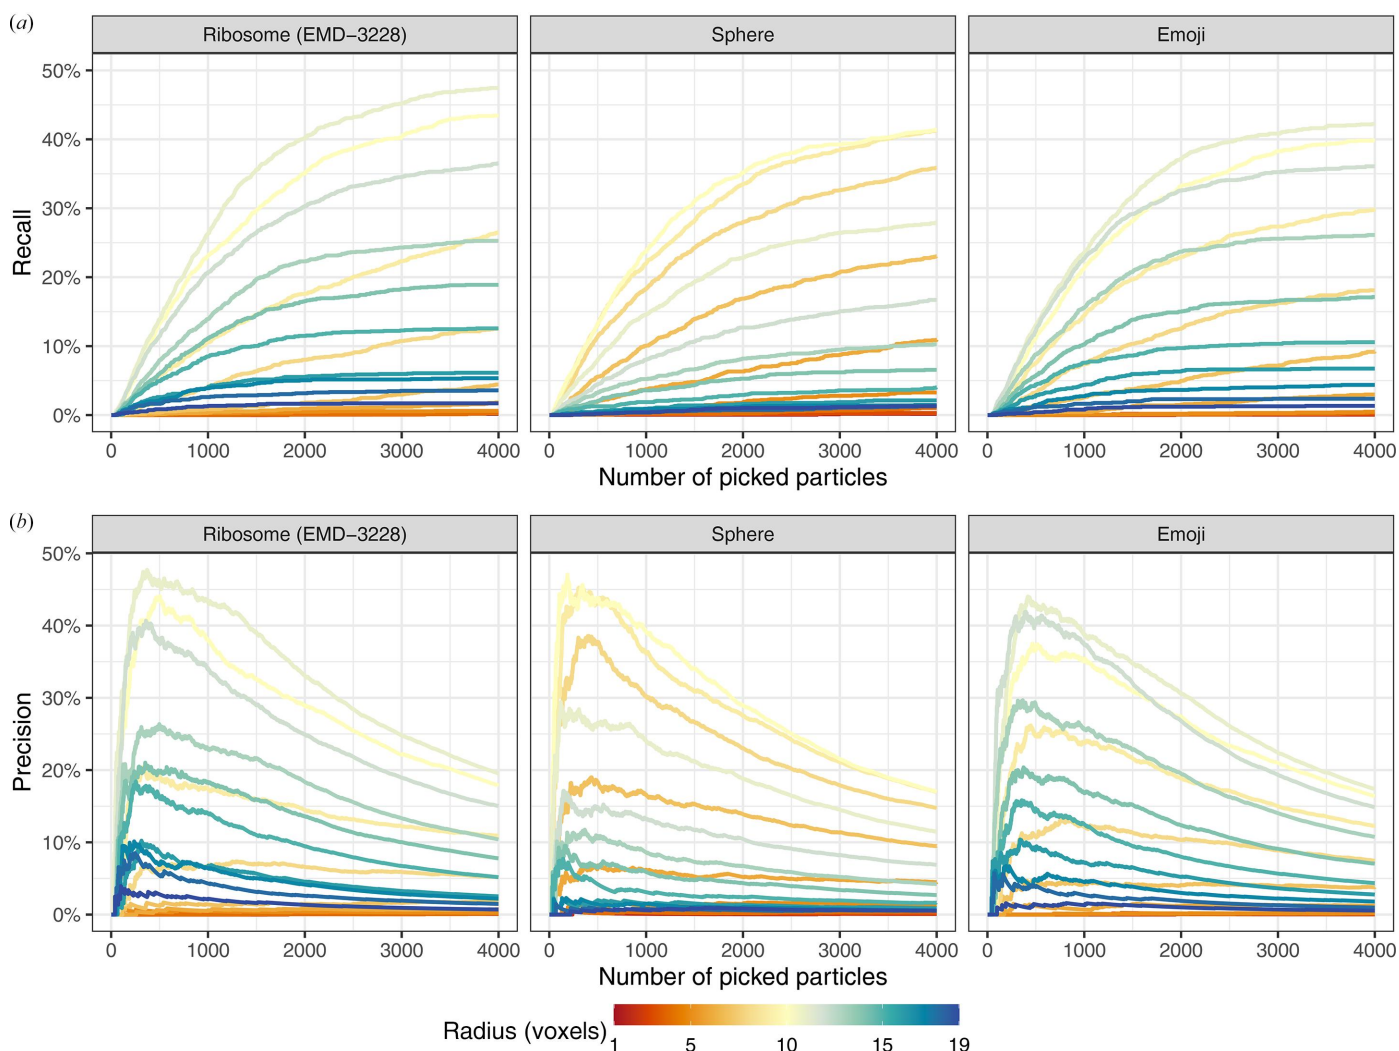 (a)
Ribosome (EMD−3228) Sphere Emoji
50%
40%
30%
20%
10%
0%
Recall
0 1000 2000 3000 4000 0 1000 2000 3000 4000 0 1000 2000 3000 4000
Number of picked particles
(b)
Ribosome (EMD−3228) Sphere Emoji
50%
40%
30%
20%
10%
0%
Precision
0 1000 2000 3000 4000 0 1000 2000 3000 4000 0 1000 2000 3000 4000
Number of picked particles
Radius (voxels)
1 5 10 15 19